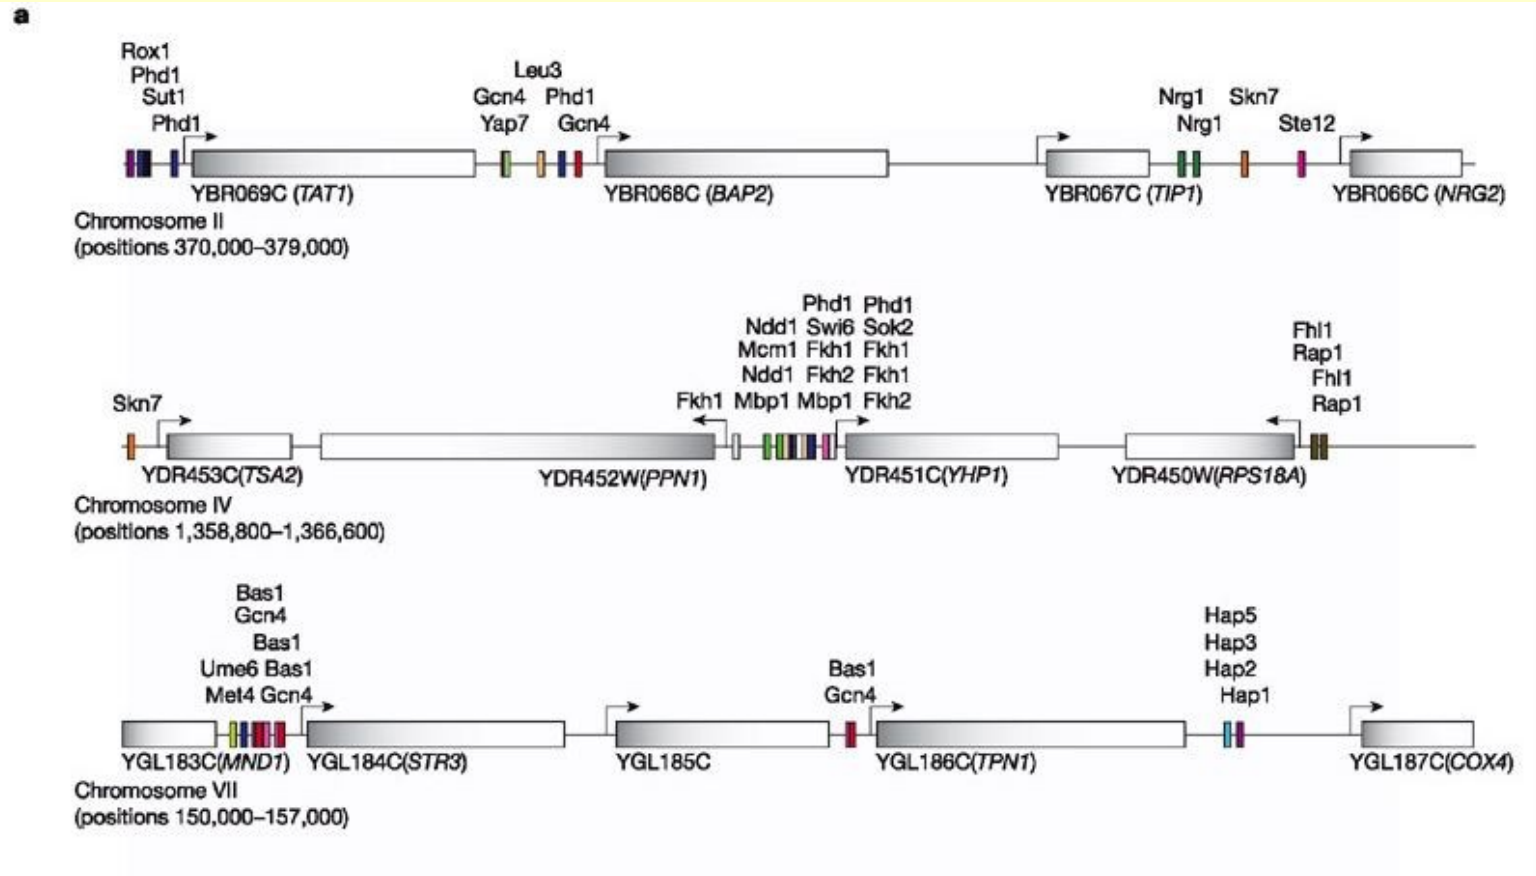 a
Rox1
Phd1
Sut1
Phd1
Leu3
Gcn4 Phd1
Yap7 Gcn4
Nrg1 Skn7
Nrg1 Ste12
YBR069C (TAT1) YBR068C (BAP2) YBR067C (TIP1) YBR066C (NRG2)
Chromosome II
(positions 370,000–379,000)
Phd1 Phd1
Ndd1 Swi6 Sok2
Mcm1 Fkh1 Fkh1
Ndd1 Fkh2 Fkh1
Skn7 Fkh1 Mbp1 Mbp1 Fkh2
Fhl1
Rap1
Fhl1
Rap1
YDR453C(TSA2) YDR452W(PPN1) YDR451C(YHP1) YDR450W(RPS18A)
Chromosome IV
(positions 1,358,800–1,366,600)
Bas1
Gcn4
Bas1
Ume6 Bas1
Met4 Gcn4
Bas1
Gcn4
Hap5
Hap3
Hap2
Hap1
YGL183C(MND1) YGL184C(STR3) YGL185C YGL186C(TPN1) YGL187C(COX4)
Chromosome VII
(positions 150,000–157,000)